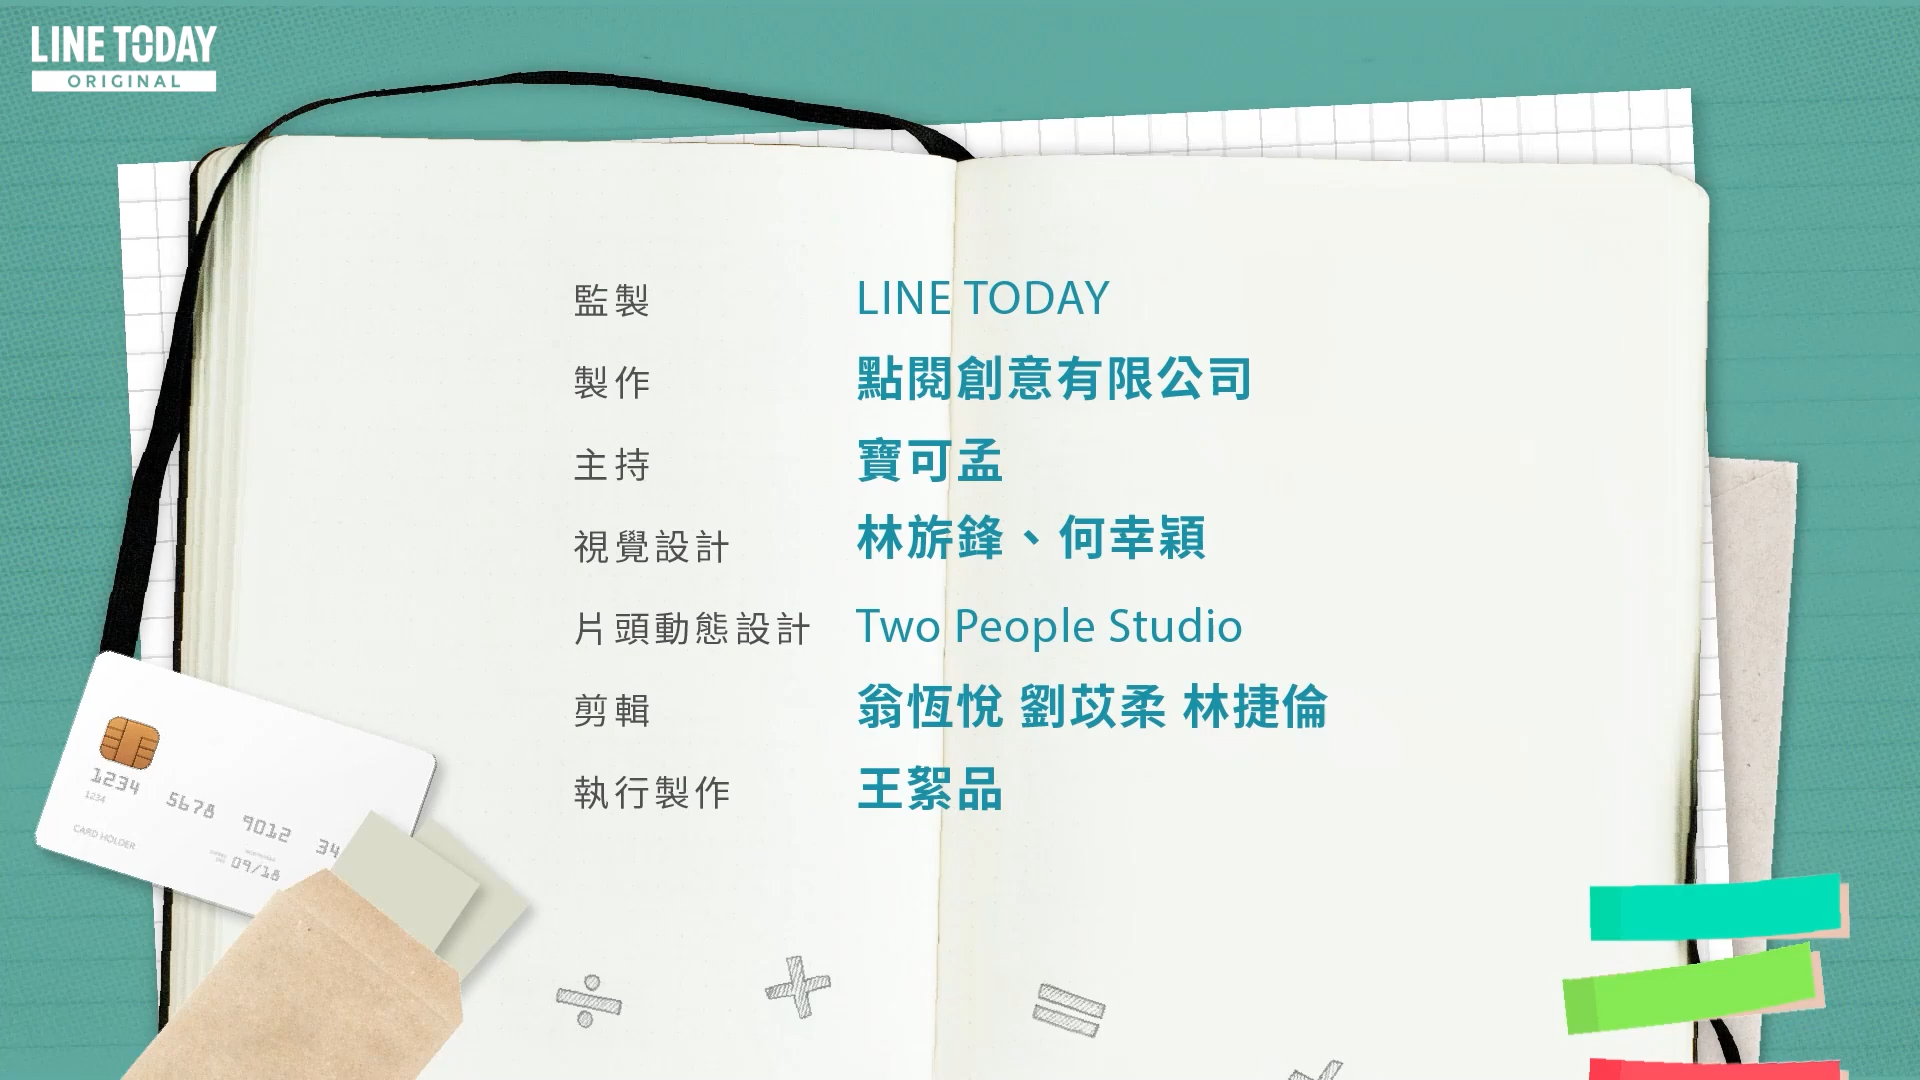 LINE TODAY
ORIGINAL
監製 LINE TODAY
製作 點閱創意有限公司
主持 寶可孟
視覺設計 林旂鋒、何幸穎
片頭動態設計 Two People Studio
剪輯 翁恆悅 劉苡柔 林捷倫
執行製作 王絮品
1234 5678 9012 34
1234
CARD HOLDER
09/18